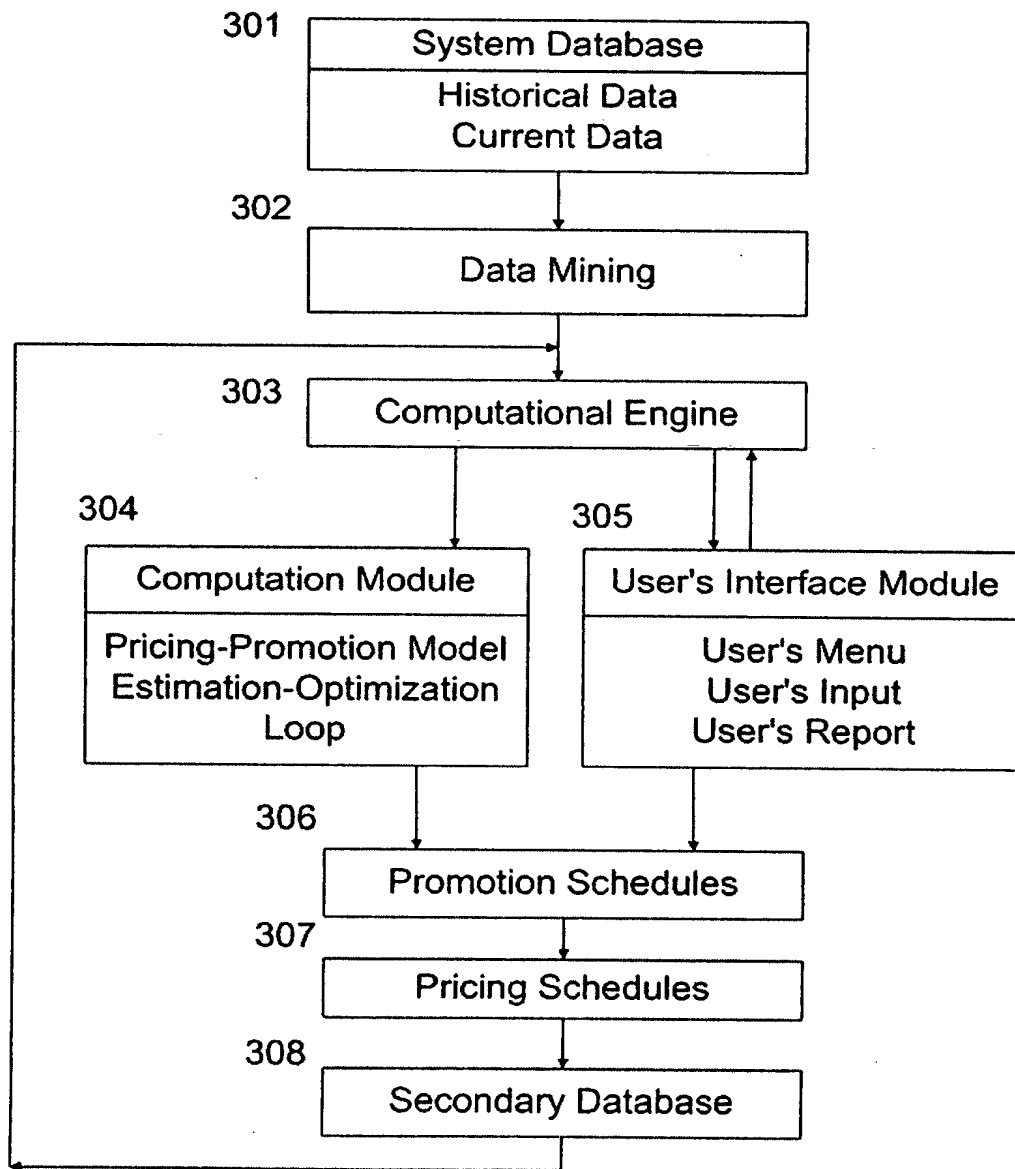 301
System Database
Historical Data
Current Data
302
Data Mining
303
Computational Engine
304
Computation Module
Pricing-Promotion Model
Estimation-Optimization
Loop
305
User's Interface Module
User's Menu
User's Input
User's Report
306
Promotion Schedules
307
Pricing Schedules
308
Secondary Database